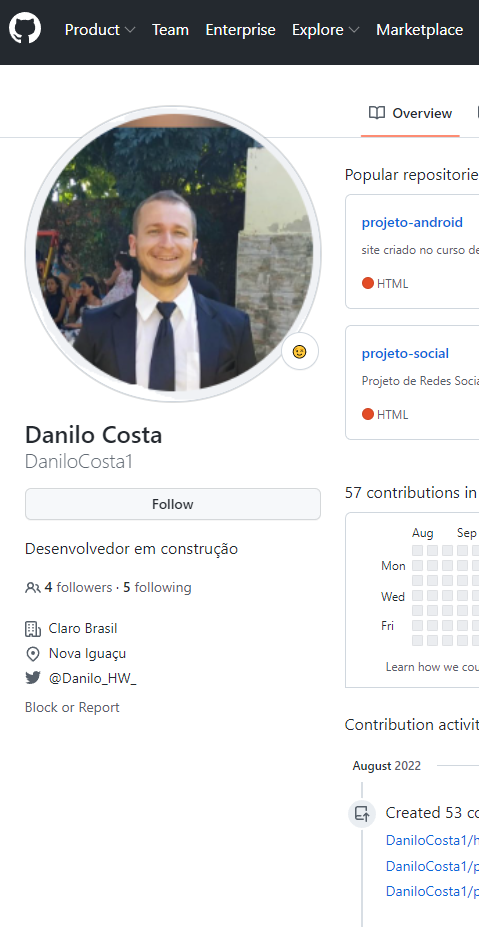 Product Team Enterprise Explore Marketplace
Overview
Popular repositorie
projeto-android
site criado no curso de
HTML
projeto-social
Projeto de Redes Socia
HTML
Danilo Costa
DaniloCosta1
Follow
Desenvolvedor em construção
4 followers · 5 following
Claro Brasil
Nova Iguaçu
@Danilo_HW_
Block or Report
57 contributions in
Aug Sep
Mon
Wed
Fri
Learn how we cou
Contribution activit
August 2022
Created 53 co
DaniloCosta1/h
DaniloCosta1/p
DaniloCosta1/p